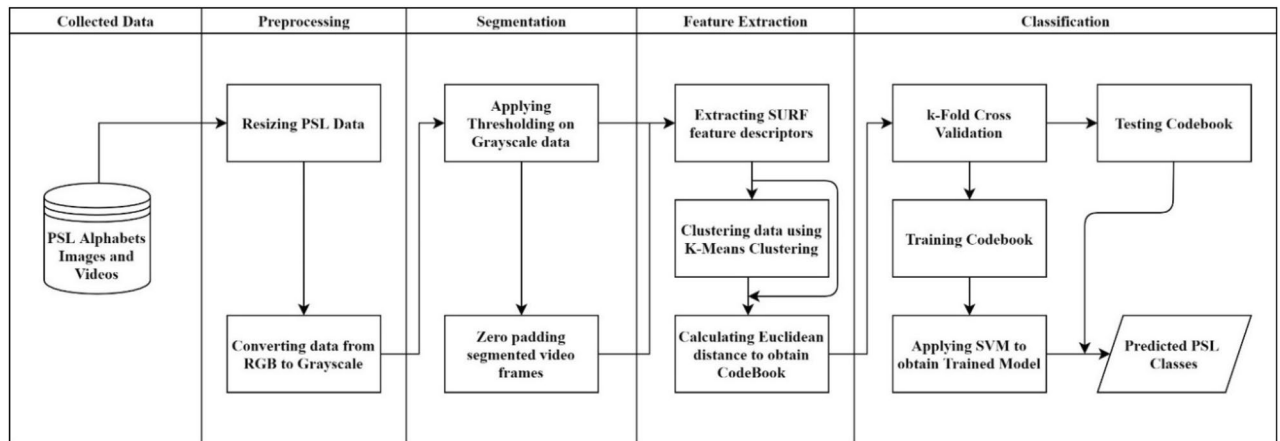 Collected Data
Preprocessing
Segmentation
Feature Extraction
Classification
PSL Alphabets
Images and
Videos
Resizing PSL Data
Converting data from
RGB to Grayscale
Applying
Thresholding on
Grayscale data
Zero padding
segmented video
frames
Extracting SURF
feature descriptors
Clustering data using
K-Means Clustering
Calculating Euclidean
distance to obtain
CodeBook
k-Fold Cross
Validation
Testing Codebook
Training Codebook
Applying SVM to
obtain Trained Model
Predicted PSL
Classes